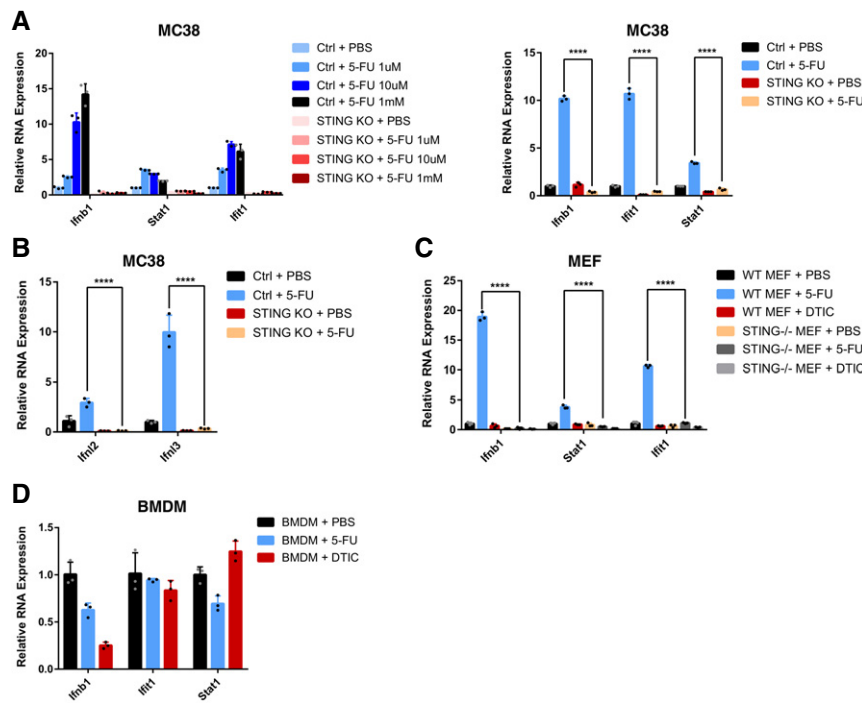 A
MC38
Relative RNA Expression
20
15
10
5
0
Ifnb1
Stat1
Ifit1
Ctrl + PBS
Ctrl + 5-FU 1uM
Ctrl + 5-FU 10uM
Ctrl + 5-FU 1mM
STING KO + PBS
STING KO + 5-FU 1uM
STING KO + 5-FU 10uM
STING KO + 5-FU 1mM
MC38
Relative RNA Expression
15
10
5
0
**** **** ****
Ifnb1
Ifit1
Stat1
Ctrl + PBS
Ctrl + 5-FU
STING KO + PBS
STING KO + 5-FU
B
MC38
Relative RNA Expression
15
10
5
0
**** ****
Ifnl2
Ifnl3
Ctrl + PBS
Ctrl + 5-FU
STING KO + PBS
STING KO + 5-FU
C
MEF
Relative RNA Expression
25
20
15
10
5
0
**** **** ****
Ifnb1
Stat1
Ifit1
WT MEF + PBS
WT MEF + 5-FU
WT MEF + DTIC
STING-/- MEF + PBS
STING-/- MEF + 5-FU
STING-/- MEF + DTIC
D
BMDM
Relative RNA Expression
1.5
1.0
0.5
0.0
Ifnb1
Ifit1
Stat1
BMDM + PBS
BMDM + 5-FU
BMDM + DTIC